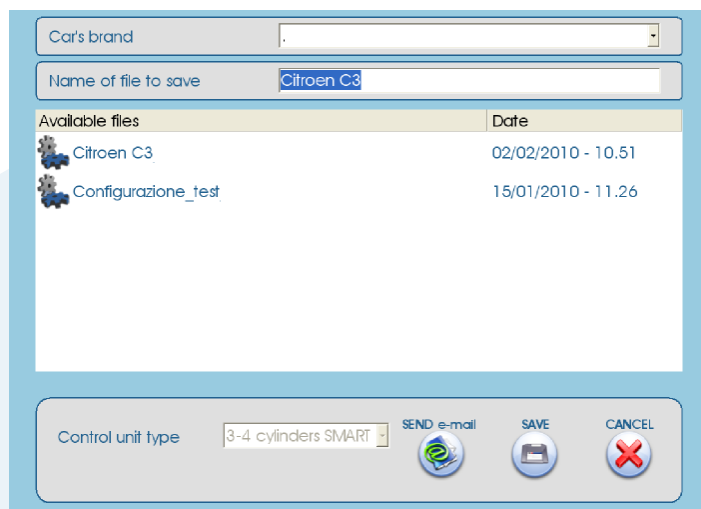 Car's brand .
Name of file to save Citroen C3
Available files Date
Citroen C3 02/02/2010 - 10.51
Configurazione_test 15/01/2010 - 11.26
SEND e-mail SAVE CANCEL
Control unit type 3-4 cylinders SMART